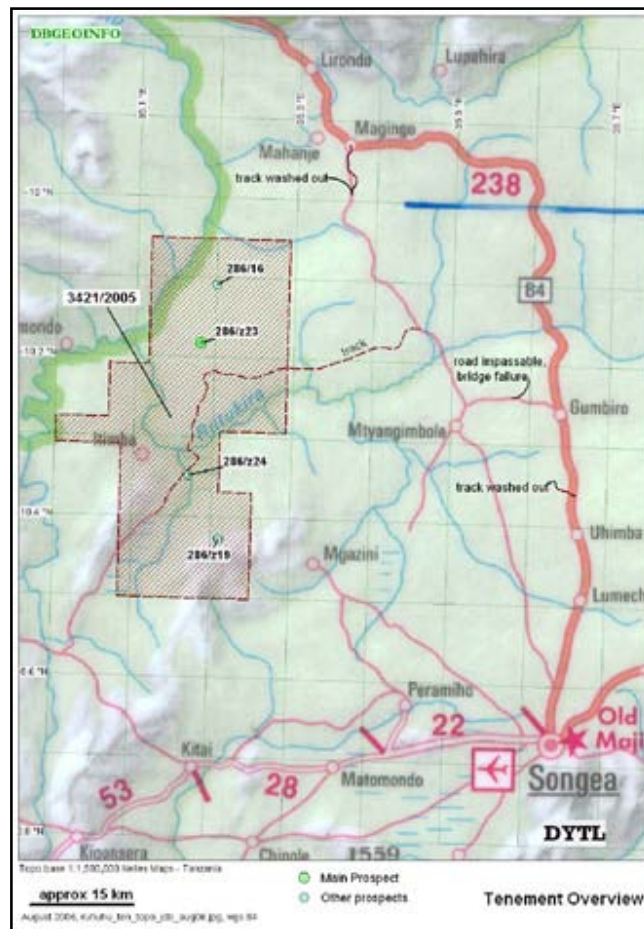 DBGEOINFO
Lirondo
Lupahira
Mahanje
Magingo
track washed out
238
286/16
3421/2005
84
286/z23
track
road impassable,
bridge failure
Gumbiro
Rutukira
Mtyangimbole
Itimba
286/z24
track washed out
286/z19
Uhimba
Mgazini
Lumech
Peramiho
Old
Maji
22
Kitai
53
28
Matomondo
Songea
DYTL
Chipole
1559
Topo base 1:1,500,000 Nelles Maps - Tanzania
approx 15 km
Main Prospect
Other prospects
Tenement Overview